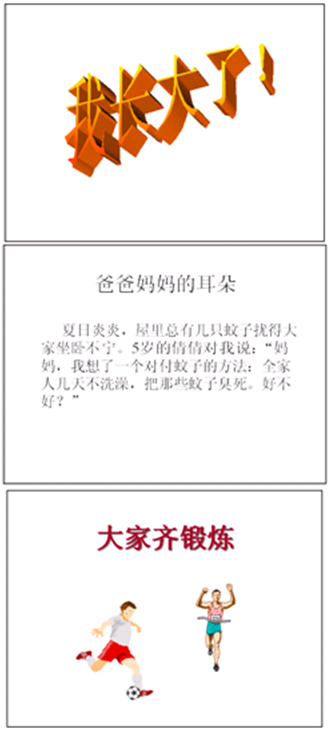 我长大了！
爸爸妈妈的耳朵
夏日炎炎，屋里总有几只蚊子扰得大
家坐卧不宁。5岁的倩倩对我说：“妈
妈，我想了一个对付蚊子的方法：全家
人几天不洗澡，把那些蚊子臭死。好不
好？”
大家齐锻炼